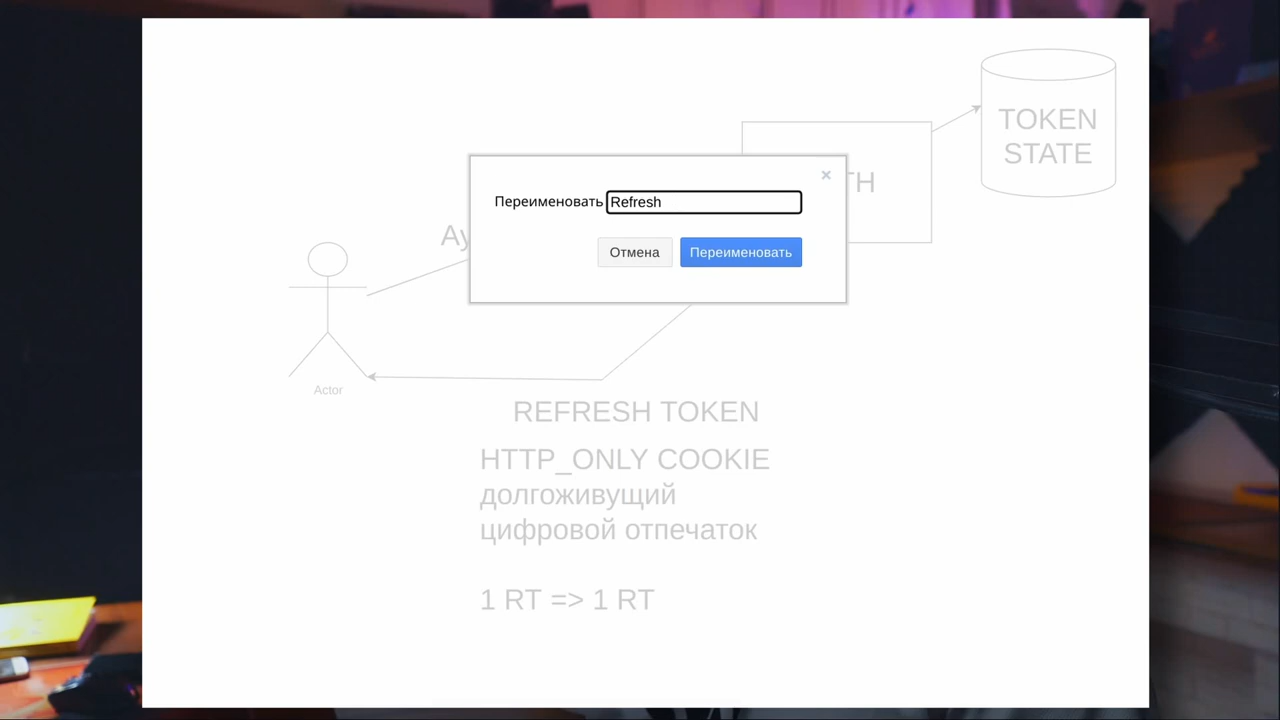 TOKEN
STATE
TH
Переименовать Refresh
Ау
Отмена Переименовать
Actor
REFRESH TOKEN
HTTP_ONLY COOKIE
долгоживущий
цифровой отпечаток
1 RT => 1 RT